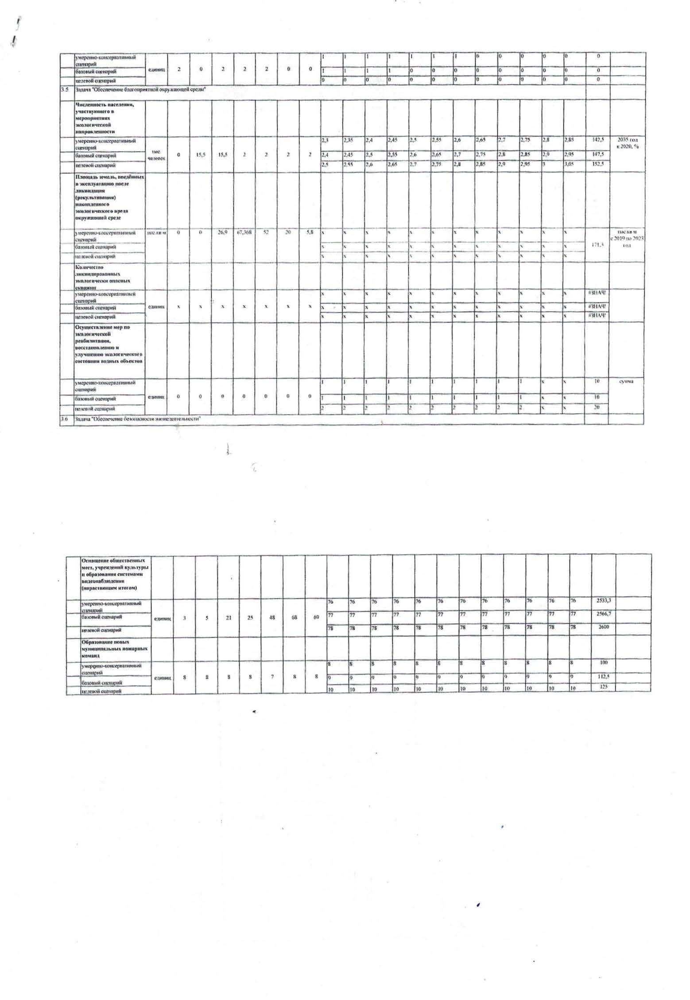 умеренно-консервативный 1 1 1 1 1 1 1 0 0 0 0 0 0
сценарий
единиц 2 0 2 2 2 0 0
базовый сценарий 1 1 1 1 0 0 0 0 0 0 0 0 0
целевой сценарий 0 0 0 0 0 0 0 0 0 0 0 0 0
3.5 Задача "Обеспечение благоприятной окружающей среды"
Численность населения,
участвующего в
мероприятиях
экологической
направленности
умеренно-консервативный 2,3 2,35 2,4 2,45 2,5 2,55 2,6 2,65 2,7 2,75 2,8 2,85 142,5 2035 год
сценарий к 2020, %
тыс.
человек 0 15,5 15,5 2 2 2 2
базовый сценарий 2,4 2,45 2,5 2,55 2,6 2,65 2,7 2,75 2,8 2,85 2,9 2,95 147,5
целевой сценарий 2,5 2,55 2,6 2,65 2,7 2,75 2,8 2,85 2,9 2,95 3 3,05 152,5
Площадь земель, введённых
в эксплуатацию после
ликвидации
(рекультивации)
накопленного
экологического вреда
окружающей среде
умеренно-консервативный тыс.кв м 0 0 26,9 67,368 52 20 5,8 x x x x x x x x x x x x тыс кв м
сценарий с 2019 по 2023
базовый сценарий x x x x x x x x x x x x 171,3 год
целевой сценарий x x x x x x x x x x x x
Количество
ликвидированных
экологически опасных
скважин
умеренно-консервативный x x x x x x x x x x x x #ЗНАЧ!
сценарий
базовый сценарий единиц x x x x x x x x x x x x x x x x x x x #ЗНАЧ!
целевой сценарий x x x x x x x x x x x x #ЗНАЧ!
Осуществление мер по
экологической
реабилитации,
восстановлению и
улучшению экологического
состояния водных объектов
умеренно-консервативный 1 1 1 1 1 1 1 1 1 1 x x 10 сумма
сценарий
базовый сценарий единиц 0 0 0 0 0 0 0 1 1 1 1 1 1 1 1 1 1 x x 10
целевой сценарий 2 2 2 2 2 2 2 2 2 2 x x 20
3.6 Задача "Обеспечение безопасности жизнедеятельности"
Оснащение общественных
мест, учреждений культуры
и образования системами
видеонаблюдения
(нарастающим итогом)
умеренно-консервативный 76 76 76 76 76 76 76 76 76 76 76 76 2533,3
сценарий
базовый сценарий единиц 3 5 21 25 48 68 69 77 77 77 77 77 77 77 77 77 77 77 77 2566,7
целевой сценарий 78 78 78 78 78 78 78 78 78 78 78 78 2600
Образование новых
муниципальных пожарных
команд
умеренно-консервативный 8 8 8 8 8 8 8 8 8 8 8 8 100
сценарий
единиц 8 8 8 8 7 8 8
базовый сценарий 9 9 9 9 9 9 9 9 9 9 9 9 112,5
целевой сценарий 10 10 10 10 10 10 10 10 10 10 10 10 125